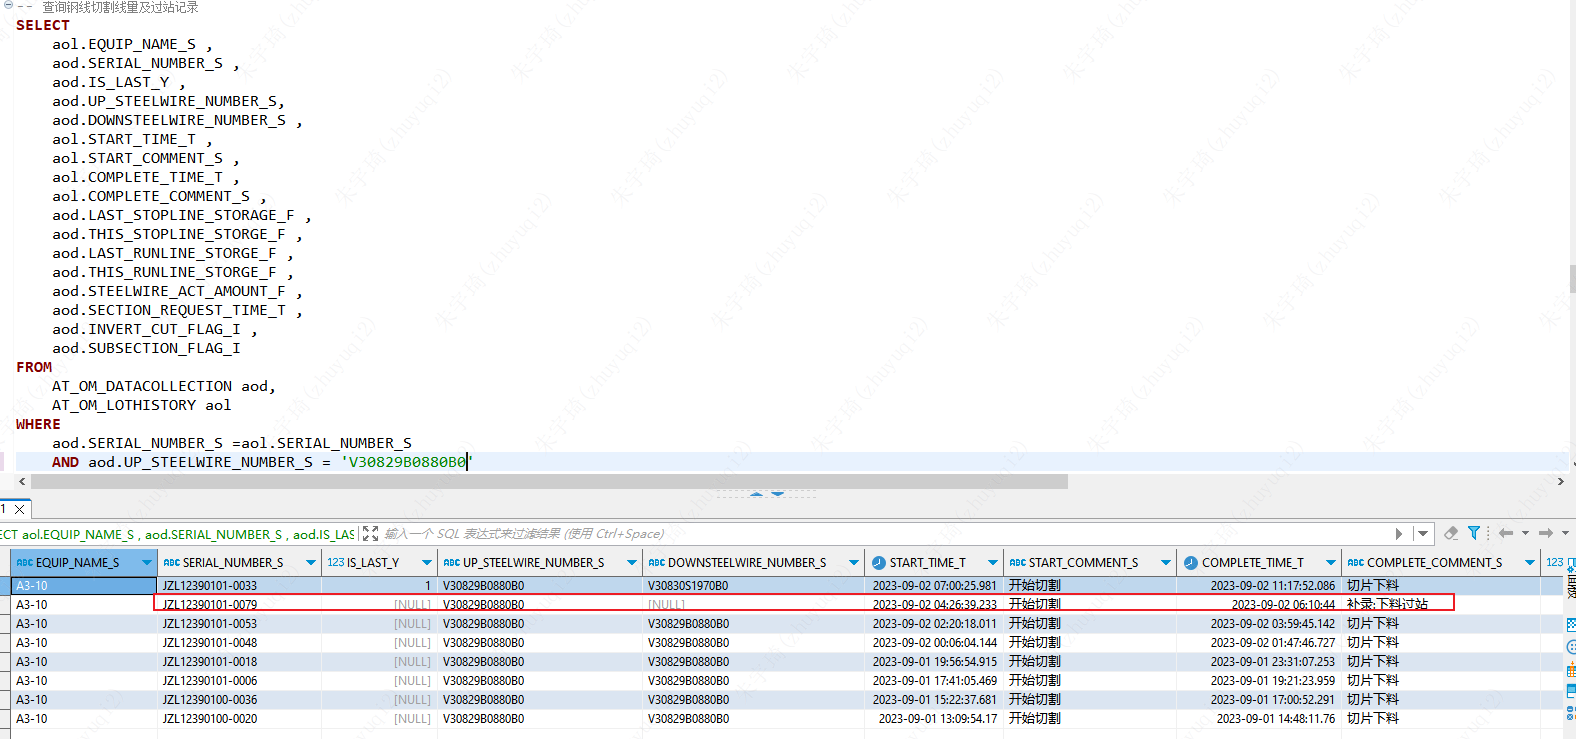 -- 查询钢线切割线量及过站记录
SELECT
aol.EQUIP_NAME_S ,
aod.SERIAL_NUMBER_S ,
aod.IS_LAST_Y ,
aod.UP_STEELWIRE_NUMBER_S,
aod.DOWNSTEELWIRE_NUMBER_S ,
aol.START_TIME_T ,
aol.START_COMMENT_S ,
aol.COMPLETE_TIME_T ,
aol.COMPLETE_COMMENT_S ,
aod.LAST_STOPLINE_STORAGE_F ,
aod.THIS_STOPLINE_STORGE_F ,
aod.LAST_RUNLINE_STORGE_F ,
aod.THIS_RUNLINE_STORGE_F ,
aod.STEELWIRE_ACT_AMOUNT_F ,
aod.SECTION_REQUEST_TIME_T ,
aod.INVERT_CUT_FLAG_I ,
aod.SUBSECTION_FLAG_I
FROM
AT_OM_DATACOLLECTION aod,
AT_OM_LOTHISTORY aol
WHERE
aod.SERIAL_NUMBER_S =aol.SERIAL_NUMBER_S
AND aod.UP_STEELWIRE_NUMBER_S = 'V30829B0880B0'
1
ECT aol.EQUIP_NAME_S , aod.SERIAL_NUMBER_S , aod.IS_LAS 输入一个 SQL 表达式来过滤结果 (使用 Ctrl+Space)
ABC EQUIP_NAME_S ABC SERIAL_NUMBER_S 123 IS_LAST_Y ABC UP_STEELWIRE_NUMBER_S ABC DOWNSTEELWIRE_NUMBER_S START_TIME_T ABC START_COMMENT_S COMPLETE_TIME_T ABC COMPLETE_COMMENT_S 123
A3-10 JZL12390101-0033 1 V30829B0880B0 V30830S1970B0 2023-09-02 07:00:25.981 开始切割 2023-09-02 11:17:52.086 切片下料
A3-10 JZL12390101-0079 [NULL] V30829B0880B0 [NULL] 2023-09-02 04:26:39.233 开始切割 2023-09-02 06:10:44 补录:下料过站
A3-10 JZL12390101-0053 [NULL] V30829B0880B0 V30829B0880B0 2023-09-02 02:20:18.011 开始切割 2023-09-02 03:59:45.142 切片下料
A3-10 JZL12390101-0048 [NULL] V30829B0880B0 V30829B0880B0 2023-09-02 00:06:04.144 开始切割 2023-09-02 01:47:46.727 切片下料
A3-10 JZL12390101-0018 [NULL] V30829B0880B0 V30829B0880B0 2023-09-01 19:56:54.915 开始切割 2023-09-01 23:31:07.253 切片下料
A3-10 JZL12390101-0006 [NULL] V30829B0880B0 V30829B0880B0 2023-09-01 17:41:05.469 开始切割 2023-09-01 19:21:23.959 切片下料
A3-10 JZL12390100-0036 [NULL] V30829B0880B0 V30829B0880B0 2023-09-01 15:22:37.681 开始切割 2023-09-01 17:00:52.291 切片下料
A3-10 JZL12390100-0020 [NULL] V30829B0880B0 V30829B0880B0 2023-09-01 13:09:54.17 开始切割 2023-09-01 14:48:11.76 切片下料
朱宇琦(zhuyuqi2)